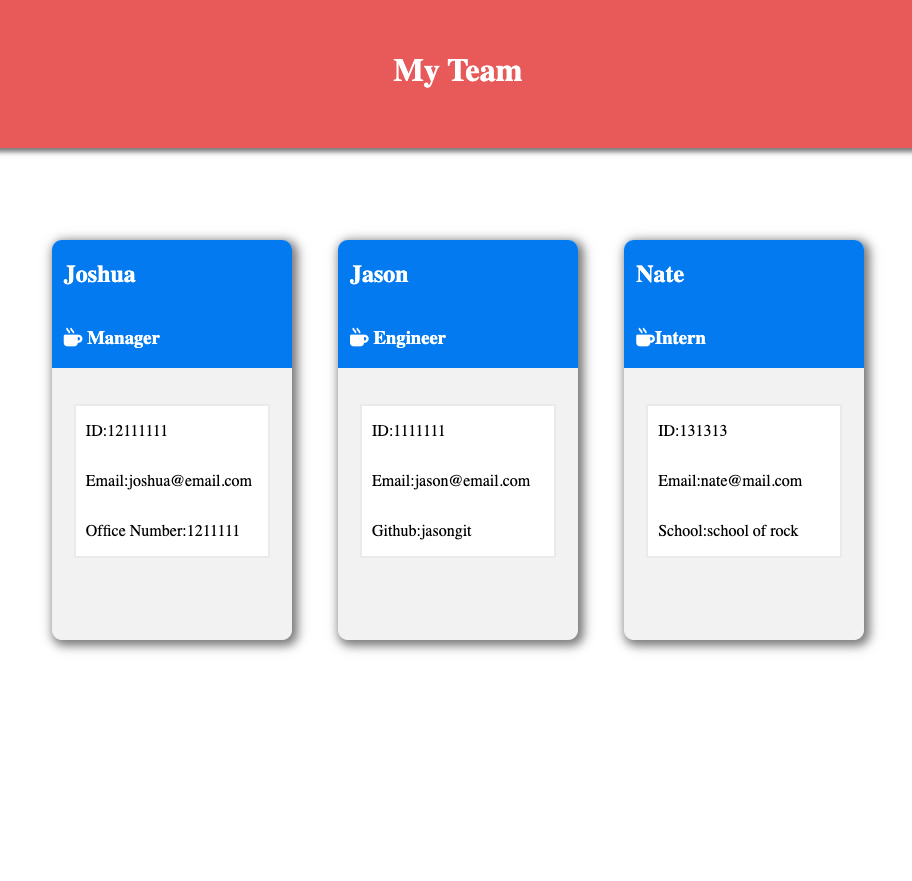 My Team
Joshua
Manager
ID:12111111
Email:joshua@email.com
Office Number:1211111
Jason
Engineer
ID:1111111
Email:jason@email.com
Github:jasongit
Nate
Intern
ID:131313
Email:nate@mail.com
School:school of rock